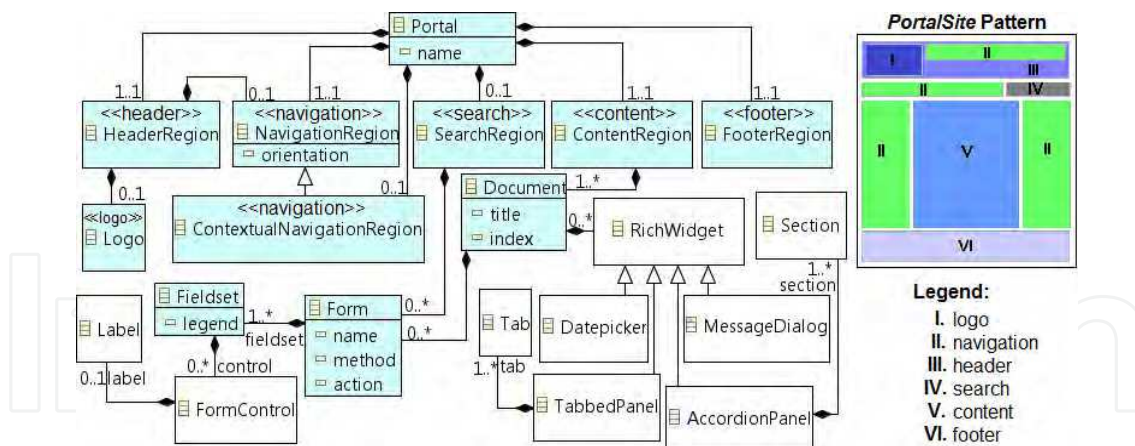 Portal
name
1..1
0..1
1..1
0..1
1..1
1..1
<<header>>
HeaderRegion
<<navigation>>
NavigationRegion
orientation
<<search>>
SearchRegion
<<content>>
ContentRegion
<<footer>>
FooterRegion
0..1
<<logo>>
Logo
<<navigation>>
ContextualNavigationRegion
0..1
Document
title
index
1..*
0..*
RichWidget
Section
1..*
section
Label
0..1 label
Fieldset
legend
1..*
fieldset
0..* control
FormControl
Form
name
method
action
0..*
0..*
Tab
1..* tab
Datepicker
MessageDialog
TabbedPanel
AccordionPanel
PortalSite Pattern
I
II
III
II
IV
II
V
II
VI
Legend:
I. logo
II. navigation
III. header
IV. search
V. content
VI. footer